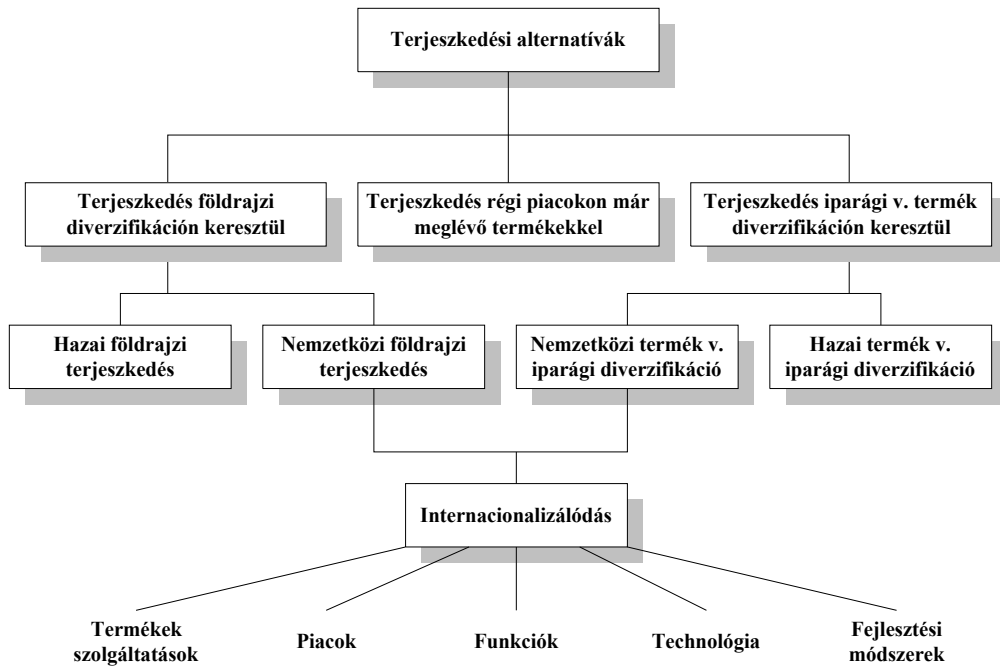 Terjeszkedési alternatívák
Terjeszkedés földrajzi
diverzifikáción keresztül
Terjeszkedés régi piacokon már
meglévő termékekkel
Terjeszkedés iparági v. termék
diverzifikáción keresztül
Hazai földrajzi
terjeszkedés
Nemzetközi földrajzi
terjeszkedés
Nemzetközi termék v.
iparági diverzifikáció
Hazai termék v.
iparági diverzifikáció
Internacionalizálódás
Termékek
szolgáltatások
Piacok
Funkciók
Technológia
Fejlesztési
módszerek